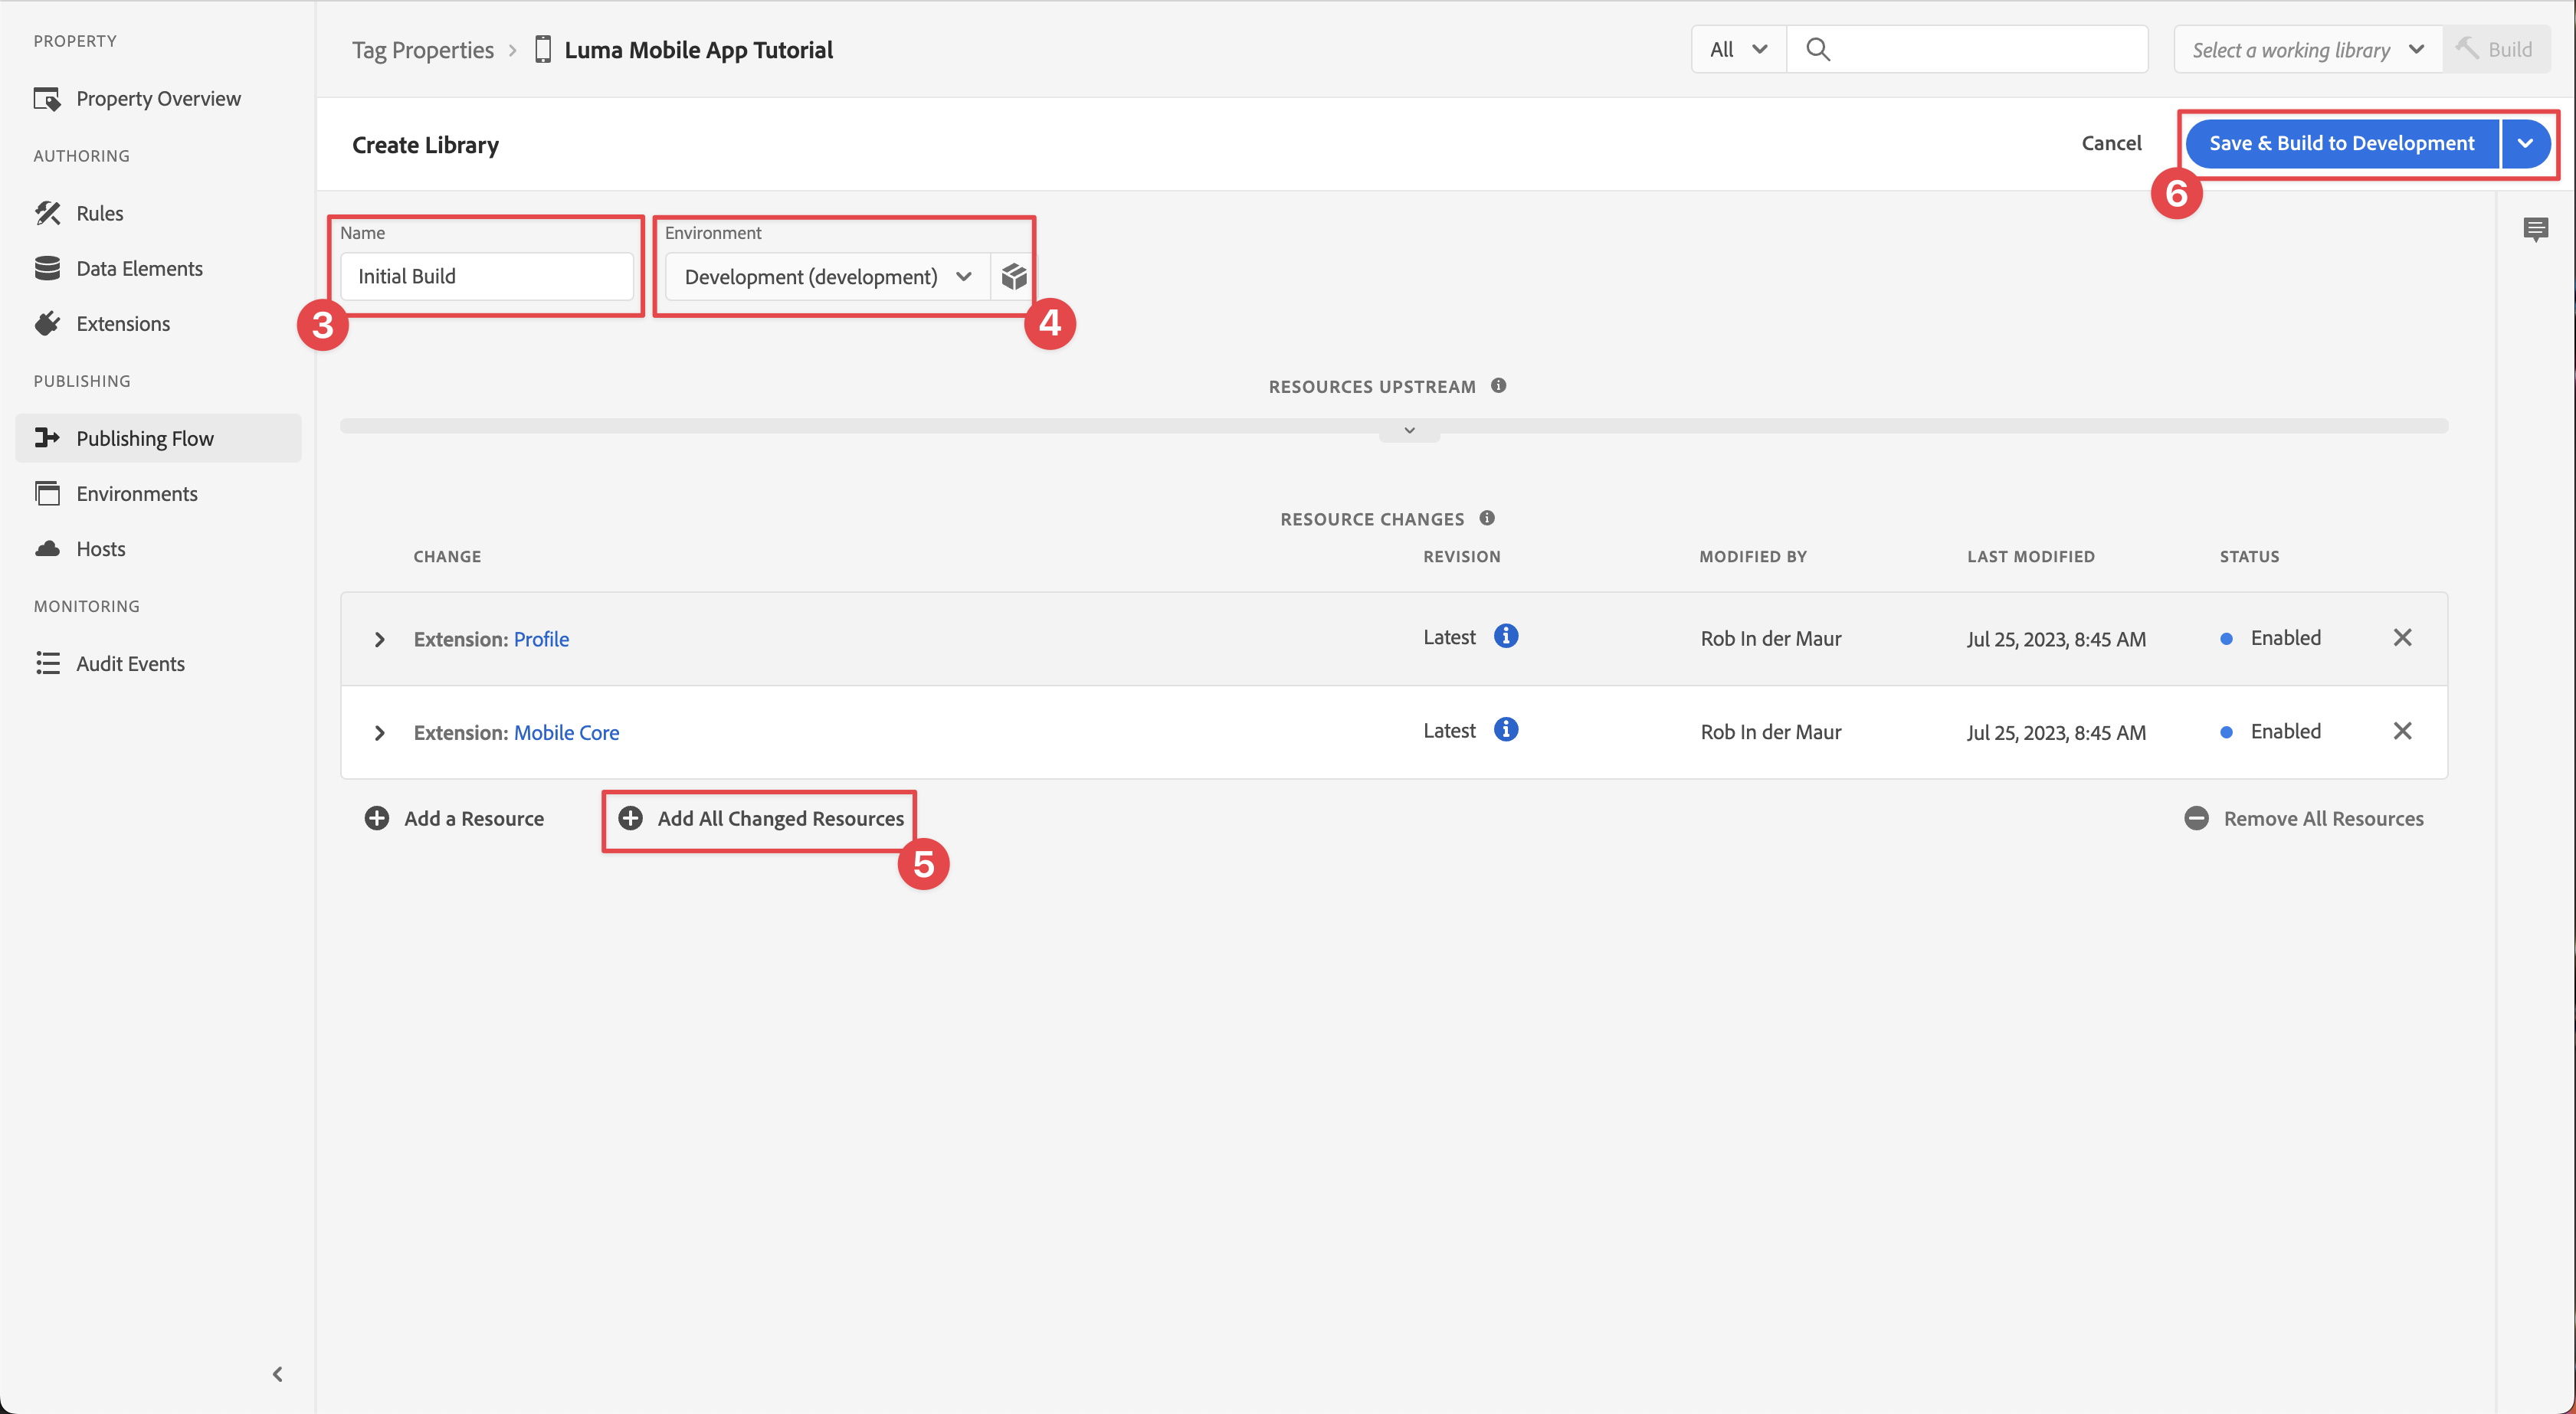 PROPERTY
Property Overview
AUTHORING
Rules
Data Elements
Extensions
PUBLISHING
Publishing Flow
Environments
Hosts
MONITORING
Audit Events
Tag Properties > Luma Mobile App Tutorial
All
Select a working library
Build
Create Library
Cancel
Save & Build to Development
6
Name
Initial Build
3
Environment
Development (development)
4
RESOURCES UPSTREAM
RESOURCE CHANGES
CHANGE REVISION MODIFIED BY LAST MODIFIED STATUS
Extension: Profile Latest Rob In der Maur Jul 25, 2023, 8:45 AM Enabled
Extension: Mobile Core Latest Rob In der Maur Jul 25, 2023, 8:45 AM Enabled
Add a Resource
Add All Changed Resources
5
Remove All Resources